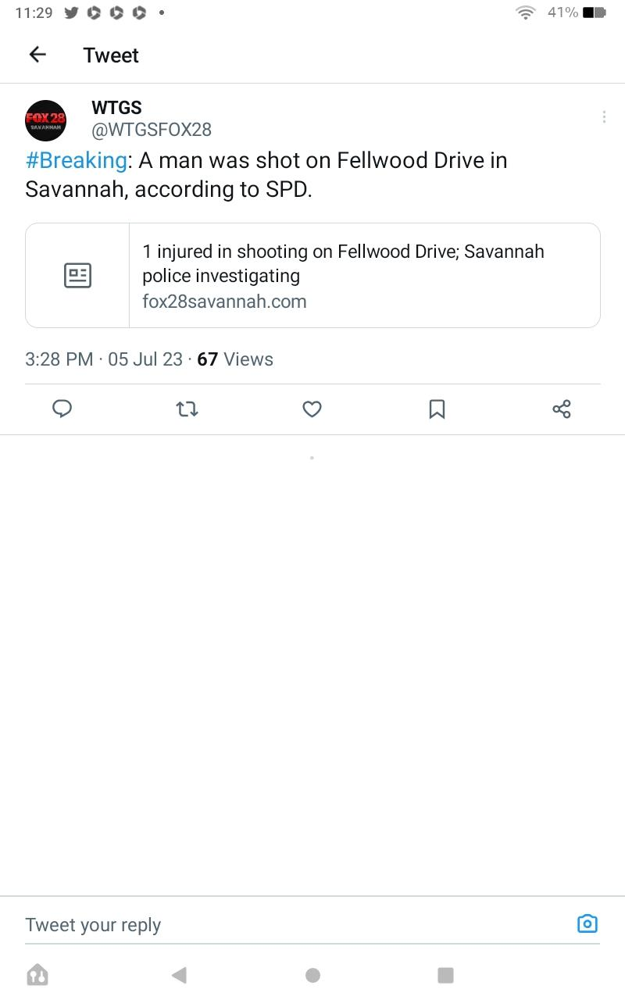 11:29
41%
Tweet
FOX 28
SAVANNAH
WTGS
@WTGSFOX28
#Breaking: A man was shot on Fellwood Drive in
Savannah, according to SPD.
1 injured in shooting on Fellwood Drive; Savannah
police investigating
fox28savannah.com
3:28 PM · 05 Jul 23 · 67 Views
Tweet your reply